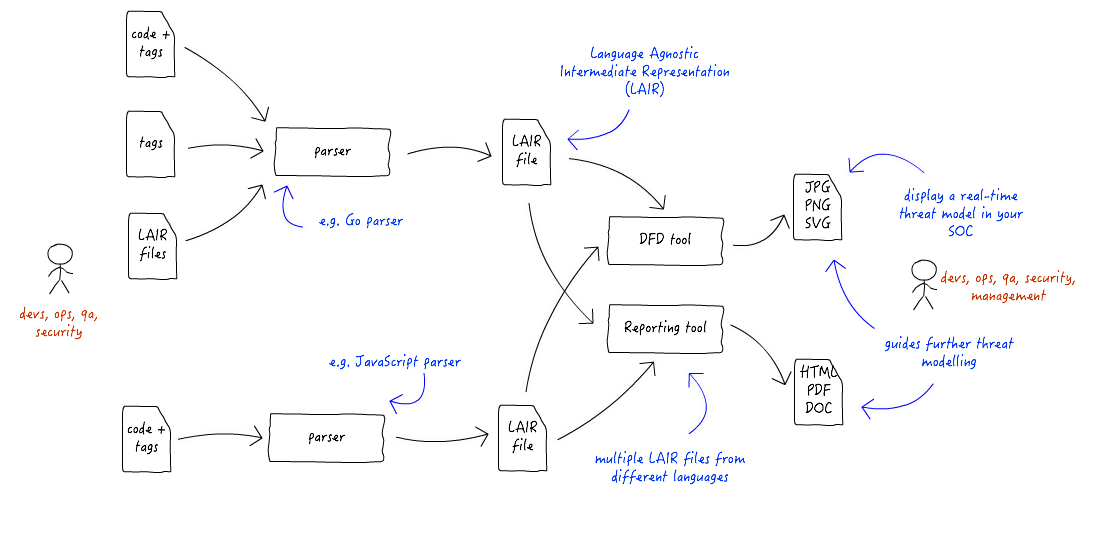 code +
tags
tags
LAIR
files
devs, ops, qa,
security
parser
e.g. Go parser
LAIR
file
Language Agnostic
Intermediate Representation
(LAIR)
DFD tool
Reporting tool
JPG
PNG
SVG
display a real-time
threat model in your
SOC
devs, ops, qa, security,
management
guides further threat
modelling
HTML
PDF
DOC
code +
tags
e.g. JavaScript parser
parser
LAIR
file
multiple LAIR files from
different languages